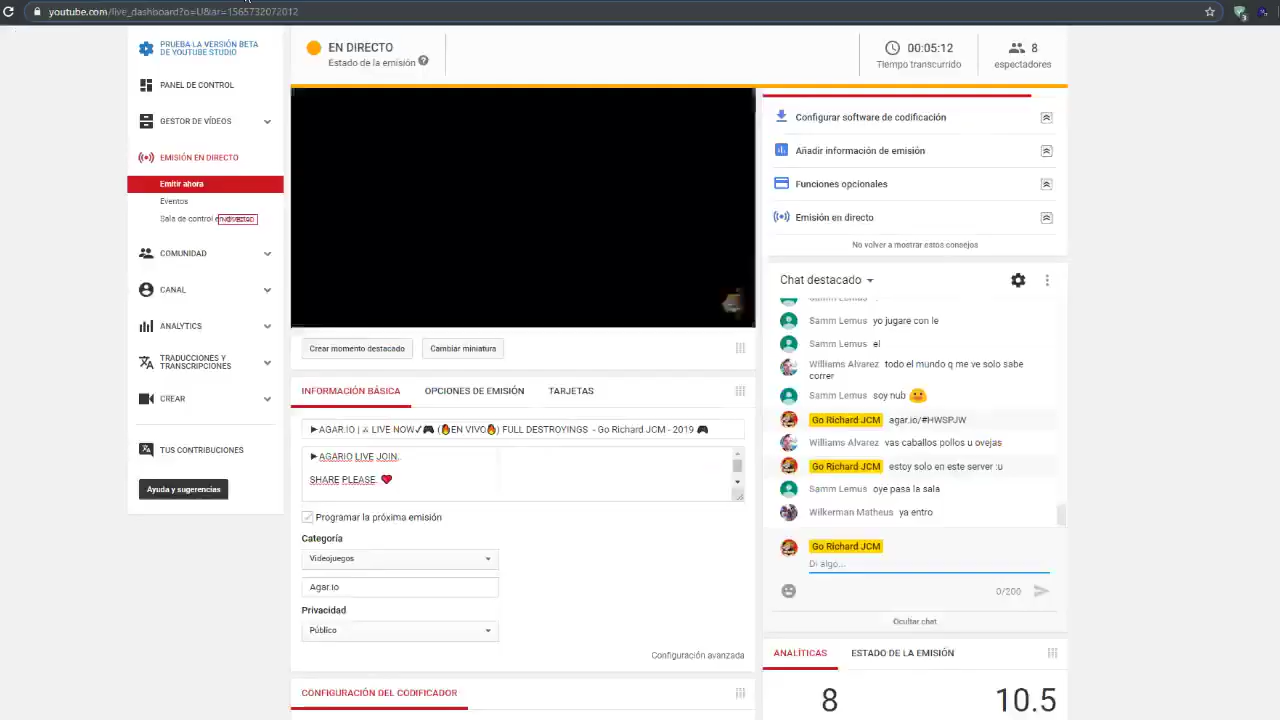 youtube.com/live_dashboard?o=U&ar=1565732072012
PRUEBA LA VERSIÓN BETA
DE YOUTUBE STUDIO
PANEL DE CONTROL
GESTOR DE VÍDEOS
EMISIÓN EN DIRECTO
Emitir ahora
Eventos
Sala de control en directo
COMUNIDAD
CANAL
ANALYTICS
TRADUCCIONES Y
TRANSCRIPCIONES
CREAR
TUS CONTRIBUCIONES
Ayuda y sugerencias
EN DIRECTO
Estado de la emisión
00:05:12
Tiempo transcurrido
8
espectadores
Crear momento destacado
Cambiar miniatura
INFORMACIÓN BÁSICA
OPCIONES DE EMISIÓN
TARJETAS
►AGAR.IO | ⚔ LIVE NOW✓🎮 (🔥EN VIVO🔥) FULL DESTROYINGS - Go Richard JCM - 2019 🎮
►AGARIO LIVE JOIN.
SHARE PLEASE ❤
Programar la próxima emisión
Categoría
Videojuegos
Agar.io
Privacidad
Público
Configuración avanzada
CONFIGURACIÓN DEL CODIFICADOR
Configurar software de codificación
Añadir información de emisión
Funciones opcionales
Emisión en directo
No volver a mostrar estos consejos
Chat destacado
Samm Lemus
Samm Lemus yo jugare con le
Samm Lemus el
Williams Alvarez todo el mundo q me ve solo sabe
correr
Samm Lemus soy nub
Go Richard JCM agar.io/#HWSPJW
Williams Alvarez vas caballos pollos u ovejas
Go Richard JCM estoy solo en este server :u
Samm Lemus oye pasa la sala
Wilkerman Matheus ya entro
Go Richard JCM
Di algo...
0/200
Ocultar chat
ANALÍTICAS
ESTADO DE LA EMISIÓN
8
10.5